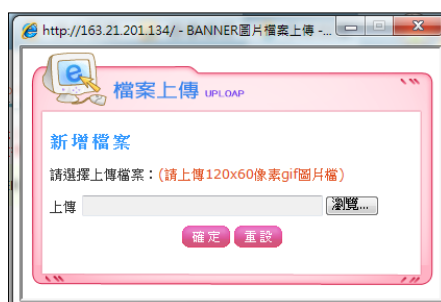 http://163.21.201.134/ - BANNER圖片檔案上傳 -...
檔案上傳 UPLOAP
新增檔案
請選擇上傳檔案：(請上傳120x60像素gif圖片檔)
上傳 瀏覽...
確定 重設